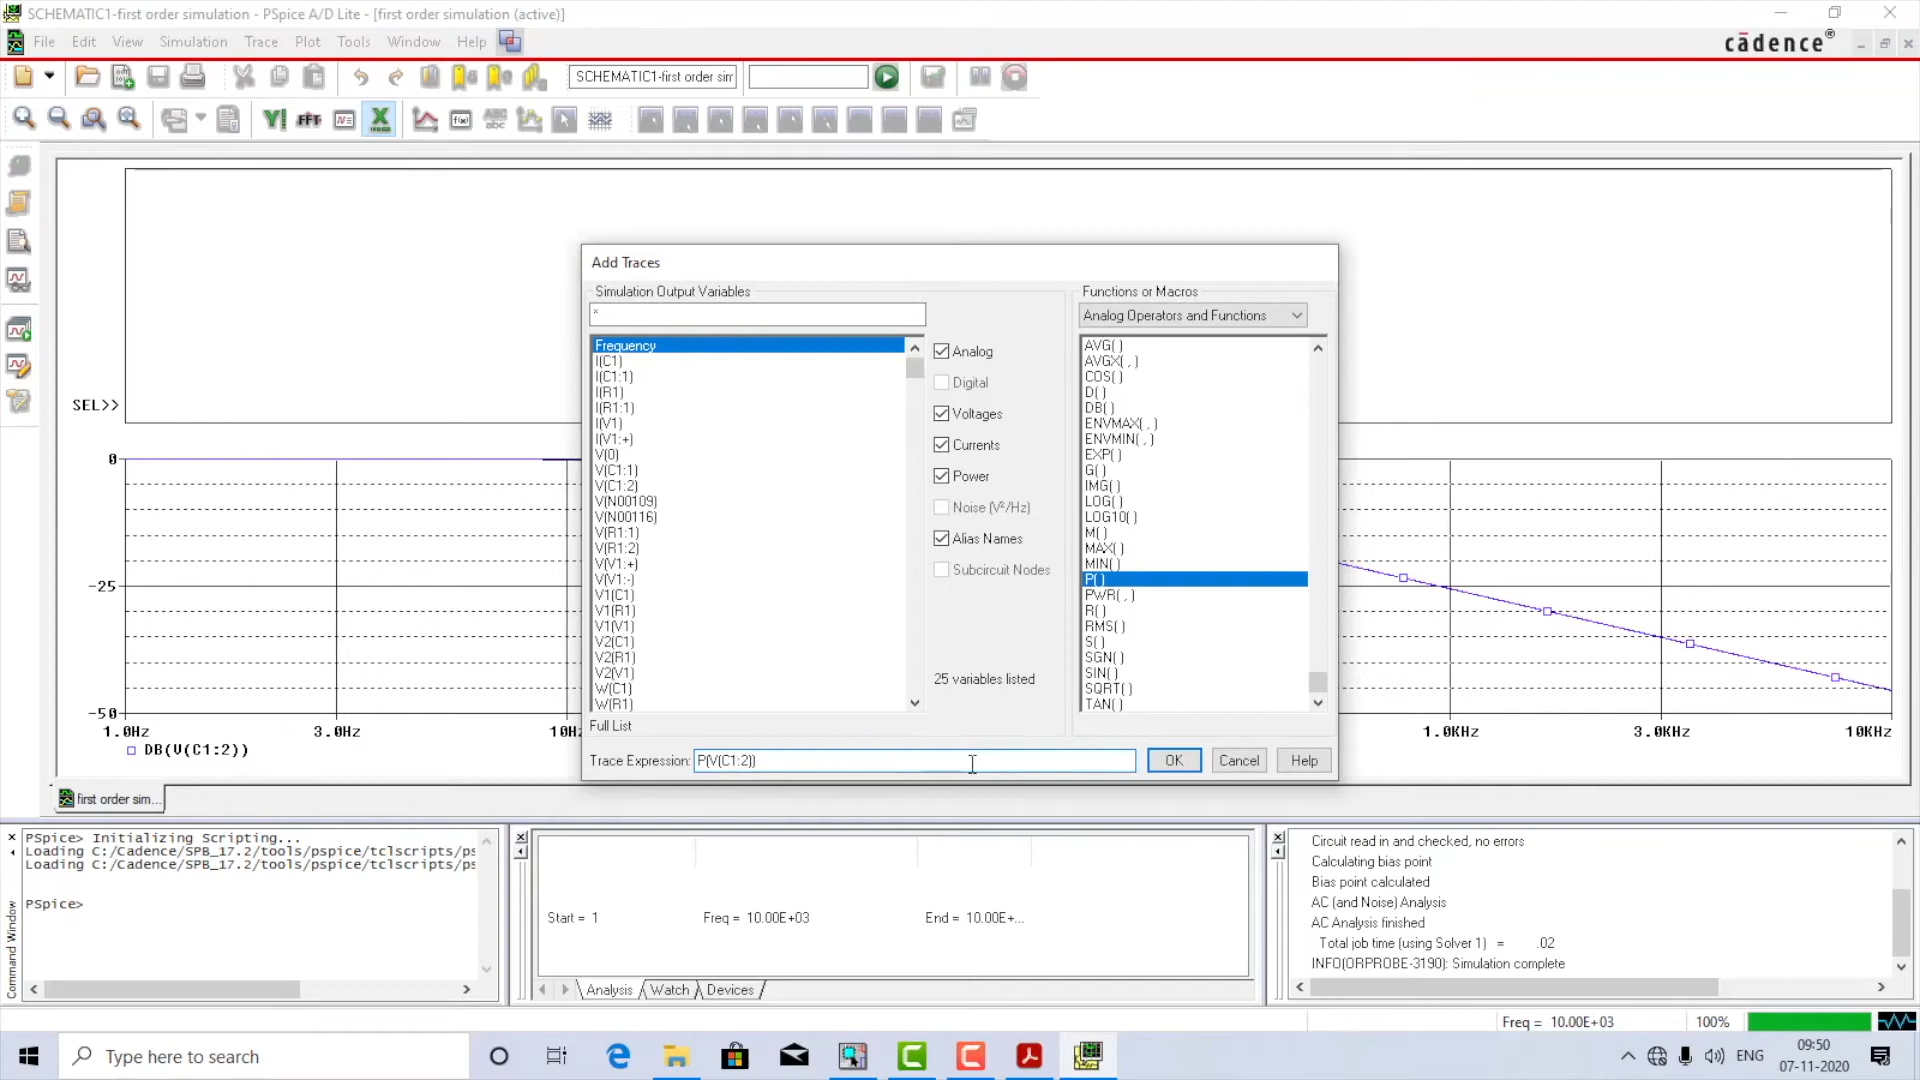 SCHEMATIC1-first order simulation - PSpice A/D Lite - [first order simulation (active)]
File Edit View Simulation Trace Plot Tools Window Help
cādence®
SCHEMATIC1-first order sim
FFT
SEL>>
0
-25
-50
1.0Hz 3.0Hz 10H 1.0KHz 3.0KHz 10KHz
DB(V(C1:2))
Add Traces
Simulation Output Variables
*
Frequency
I(C1)
I(C1:1)
I(R1)
I(R1:1)
I(V1)
I(V1:+)
V(0)
V(C1:1)
V(C1:2)
V(N00109)
V(N00116)
V(R1:1)
V(R1:2)
V(V1:+)
V(V1:-)
V1(C1)
V1(R1)
V1(V1)
V2(C1)
V2(R1)
V2(V1)
W(C1)
W(R1)
Full List
Analog
Digital
Voltages
Currents
Power
Noise (V²/Hz)
Alias Names
Subcircuit Nodes
25 variables listed
Functions or Macros
Analog Operators and Functions
AVG( )
AVGX( , )
COS( )
D( )
DB( )
ENVMAX( , )
ENVMIN( , )
EXP( )
G( )
IMG( )
LOG( )
LOG10( )
M( )
MAX( )
MIN( )
P( )
PWR( , )
R( )
RMS( )
S( )
SGN( )
SIN( )
SQRT( )
TAN( )
Trace Expression: P(V(C1:2)) OK Cancel Help
first order sim...
PSpice> Initializing Scripting...
Loading C:/Cadence/SPB_17.2/tools/pspice/tclscripts/ps
Loading C:/Cadence/SPB_17.2/tools/pspice/tclscripts/ps
PSpice>
Command Window
Start = 1 Freq = 10.00E+03 End = 10.00E+...
Analysis Watch Devices
Circuit read in and checked, no errors
Calculating bias point
Bias point calculated
AC (and Noise) Analysis
AC Analysis finished
Total job time (using Solver 1) = .02
INFO(ORPROBE-3190): Simulation complete
Freq = 10.00E+03 100%
Type here to search
ENG
09:50
07-11-2020